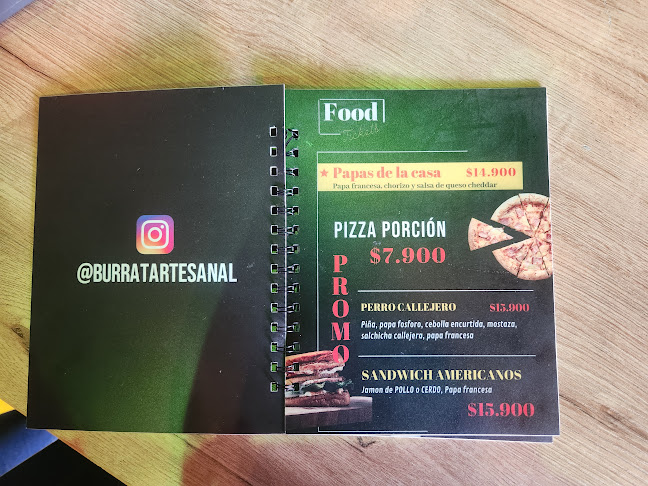 @BURRATARTESANAL
Food
★ Papas de la casa $14.900
Papa francesa, chorizo y salsa de queso cheddar
PIZZA PORCIÓN
$7.900
PROMO
PERRO CALLEJERO $15.900
Piña, papa fosforo, cebolla encurtida, mostaza,
salchicha callejera, papa francesa
SANDWICH AMERICANOS
Jamon de POLLO o CERDO, Papa francesa
$15.900